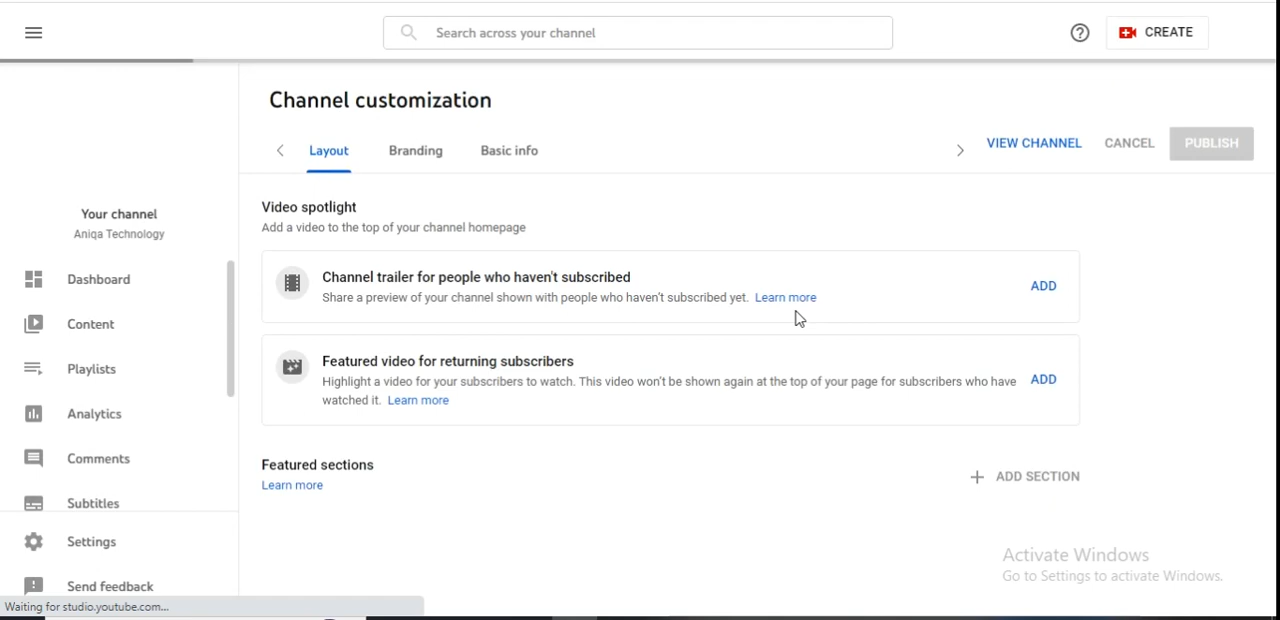 Search across your channel
CREATE
Channel customization
Layout
Branding
Basic info
VIEW CHANNEL
CANCEL
PUBLISH
Your channel
Aniqa Technology
Dashboard
Content
Playlists
Analytics
Comments
Subtitles
Settings
Send feedback
Video spotlight
Add a video to the top of your channel homepage
Channel trailer for people who haven't subscribed
Share a preview of your channel shown with people who haven't subscribed yet. Learn more
ADD
Featured video for returning subscribers
Highlight a video for your subscribers to watch. This video won't be shown again at the top of your page for subscribers who have
watched it. Learn more
ADD
Featured sections
Learn more
ADD SECTION
Activate Windows
Go to Settings to activate Windows.
Waiting for studio.youtube.com...